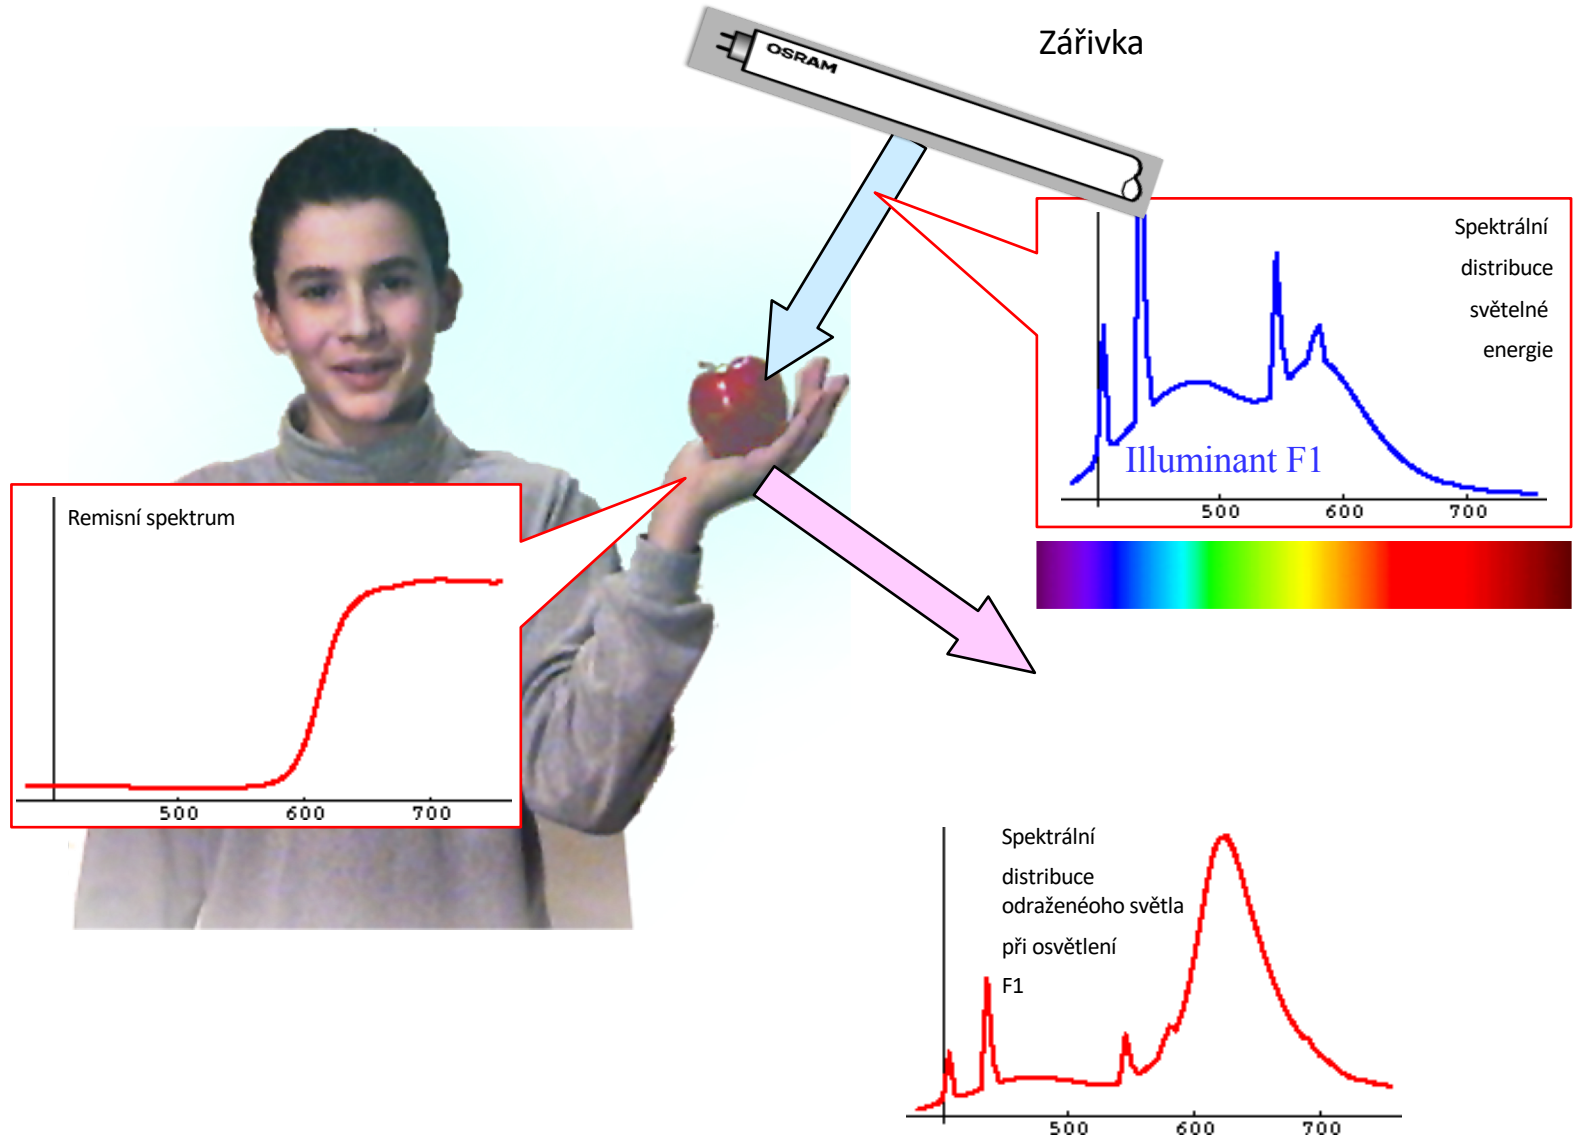 Zářivka
OSRAM
Spektrální
distribuce
světelné
energie
Illuminant F1
500 600 700
Remisní spektrum
500 600 700
Spektrální
distribuce
odraženéoho světla
při osvětlení
F1
500 600 700